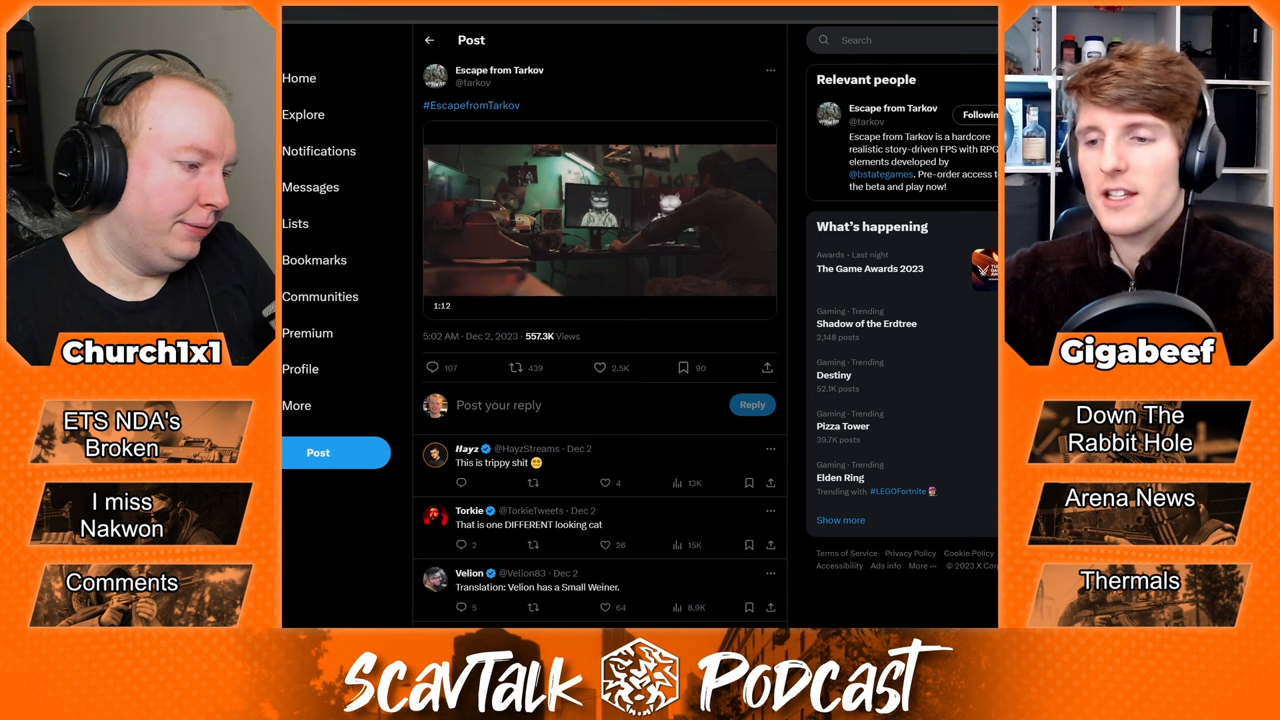 Home
Explore
Notifications
Messages
Lists
Bookmarks
Communities
Premium
Profile
More
Post
Post
Escape from Tarkov
@tarkov
#EscapefromTarkov
1:12
5:02 AM · Dec 2, 2023 · 557.3K Views
107 439 2.5K 90
Post your reply
Reply
Hayz @HayzStreams · Dec 2
This is trippy shit
4 13K
Torkie @TorkieTweets · Dec 2
That is one DIFFERENT looking cat
2 26 15K
Velion @Velion83 · Dec 2
Translation: Velion has a Small Weiner.
5 64 8.9K
Search
Relevant people
Escape from Tarkov
@tarkov
Followin
Escape from Tarkov is a hardcore
realistic story-driven FPS with RPG
elements developed by
@bstategames. Pre-order access t
the beta and play now!
What's happening
Awards · Last night
The Game Awards 2023
Gaming · Trending
Shadow of the Erdtree
2,148 posts
Gaming · Trending
Destiny
52.1K posts
Gaming · Trending
Pizza Tower
39.7K posts
Gaming · Trending
Elden Ring
Trending with #LEGOFortnite
Show more
Terms of Service Privacy Policy Cookie Policy
Accessibility Ads info More ··· © 2023 X Corp
Church1x1
ETS NDA's
Broken
I miss
Nakwon
Comments
Gigabeef
Down The
Rabbit Hole
Arena News
Thermals
ScavTalk Podcast